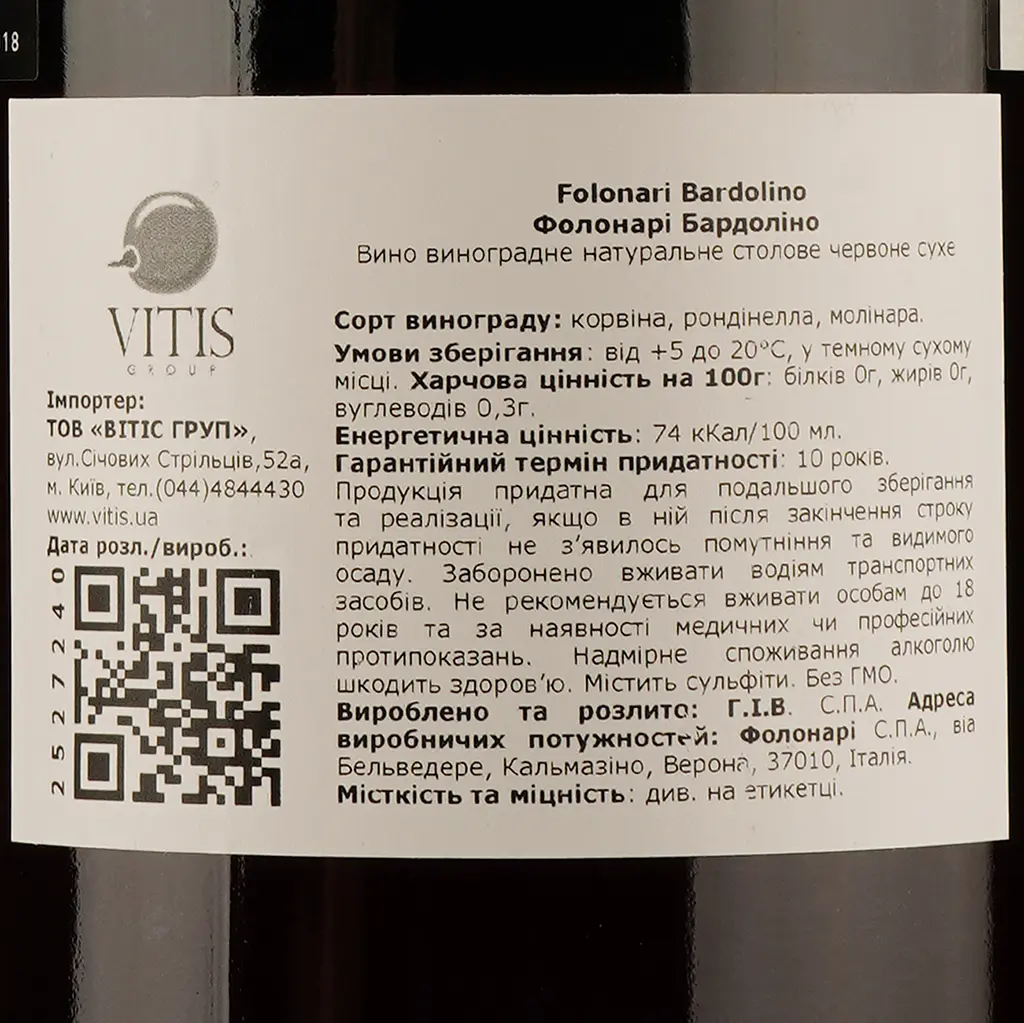 18
VITIS
GROUP
Імпортер:
ТОВ «ВІТІС ГРУП»,
вул.Січових Стрільців,52а,
м. Київ, тел.(044)4844430
www.vitis.ua
Дата розл./вироб.:
25272740
Folonari Bardolino
Фолонарі Бардоліно
Вино виноградне натуральне столове червоне сухе
Сорт винограду: корвіна, рондінелла, молінара.
Умови зберігання: від +5 до 20°С, у темному сухому
місці. Харчова цінність на 100г: білків 0г, жирів 0г,
вуглеводів 0,3г.
Енергетична цінність: 74 кКал/100 мл.
Гарантійний термін придатності: 10 років.
Продукція придатна для подальшого зберігання
та реалізації, якщо в ній після закінчення строку
придатності не з’явилось помутніння та видимого
осаду. Заборонено вживати водіям транспортних
засобів. Не рекомендується вживати особам до 18
років та за наявності медичних чи професійних
протипоказань. Надмірне споживання алкоголю
шкодить здоров’ю. Містить сульфіти. Без ГМО.
Вироблено та розлито: Г.І.В. С.П.А. Адреса
виробничих потужностей: Фолонарі С.П.А., віа
Бельведере, Кальмазіно, Верона, 37010, Італія.
Місткість та міцність: див. на етикетці.